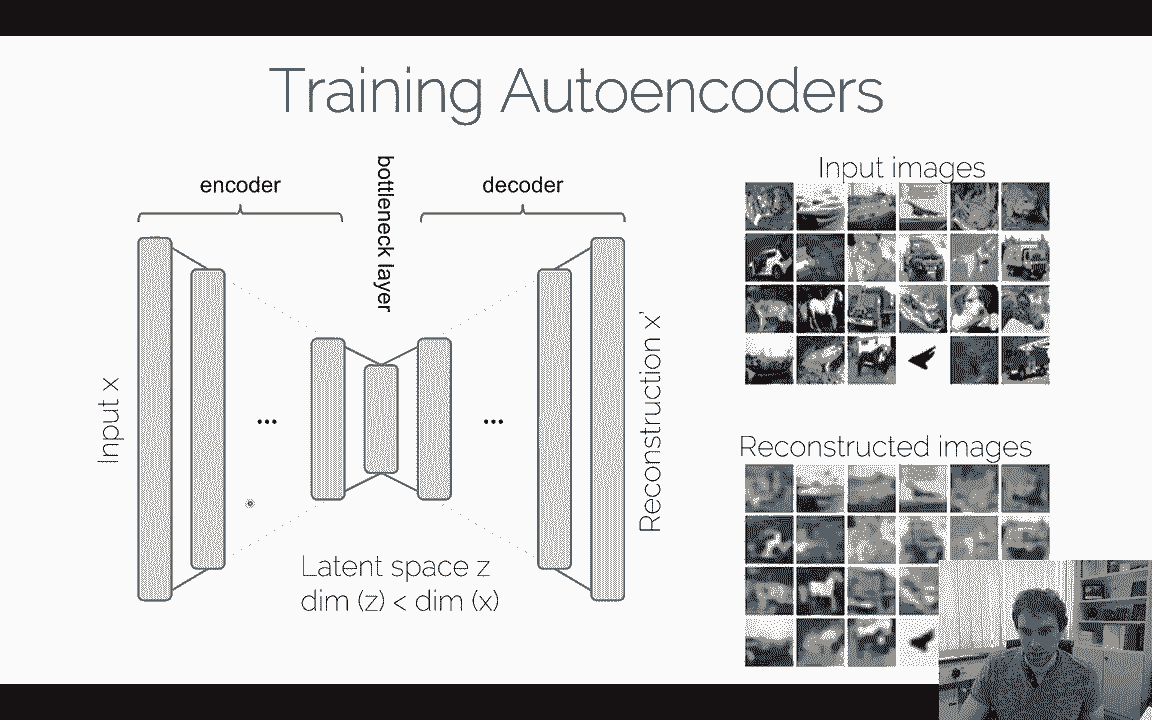 Training Autoencoders
encoder
bottleneck layer
decoder
Input x
...
...
Reconstruction x'
Latent space z
dim (z) < dim (x)
Input images
Reconstructed images